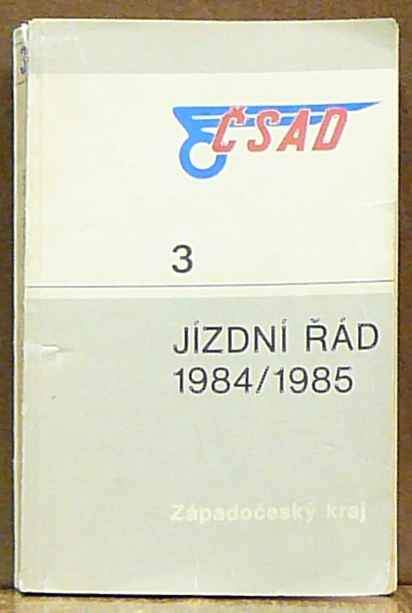 ČSAD
3
JÍZDNÍ ŘÁD
1984/1985
Západočeský kraj